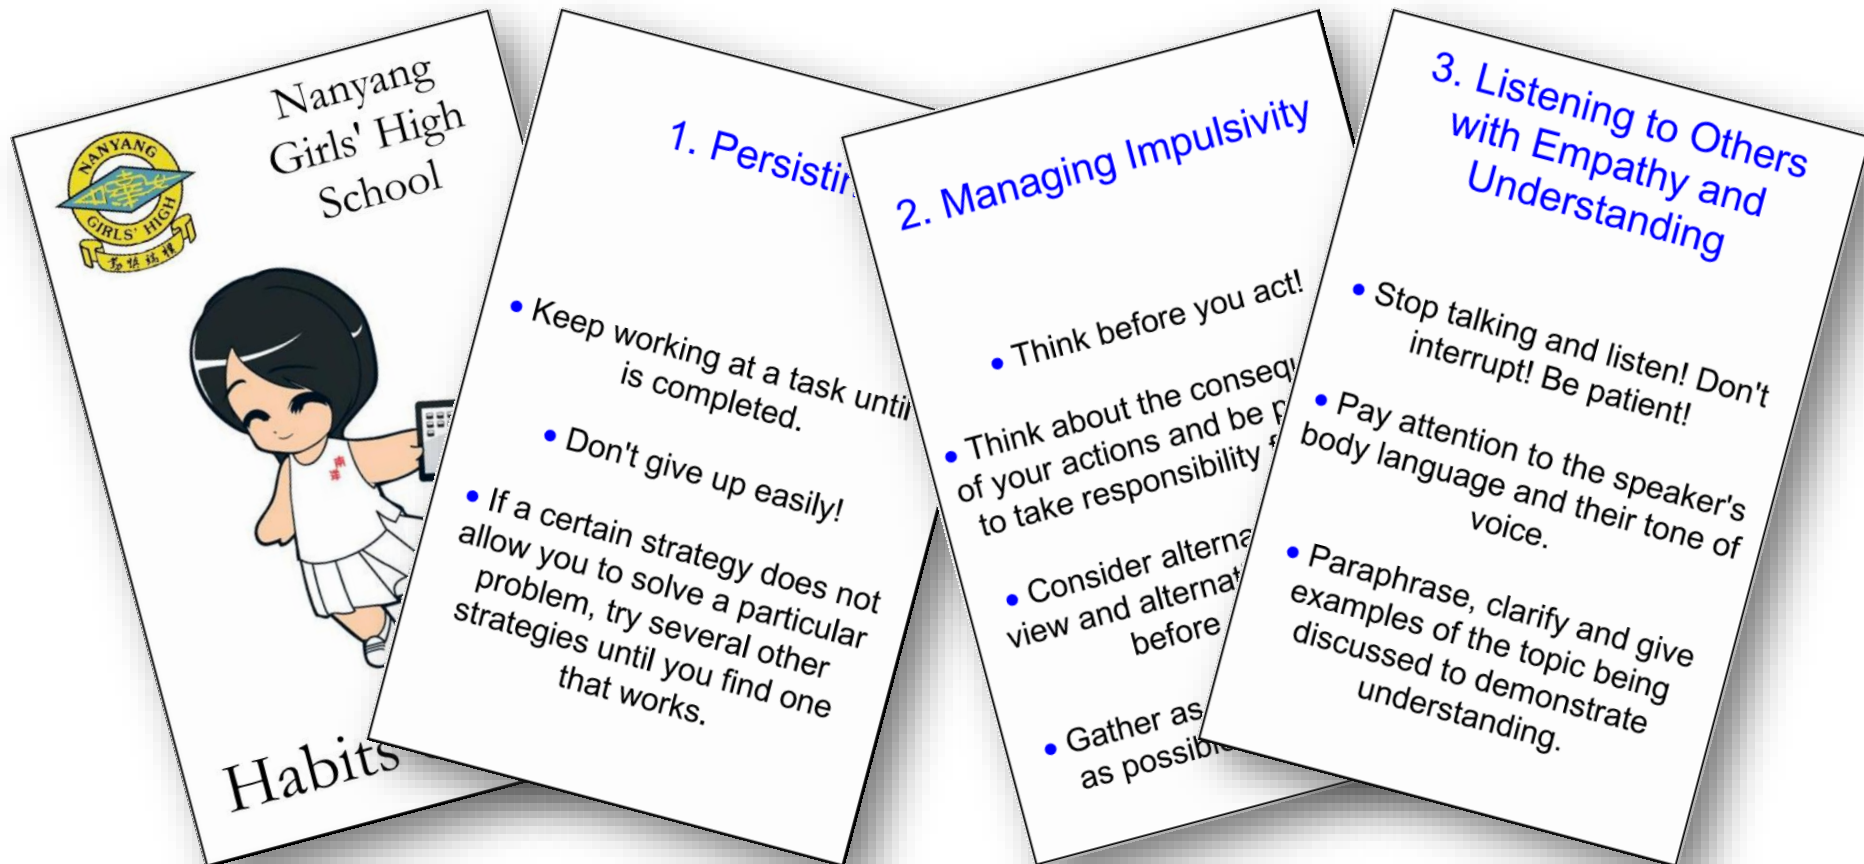 Nanyang
Girls' High
School
NANYANG
GIRLS' HIGH
Habits
1. Persistin
• Keep working at a task until
is completed.
• Don't give up easily!
• If a certain strategy does not
allow you to solve a particular
problem, try several other
strategies until you find one
that works.
2. Managing Impulsivity
• Think before you act!
• Think about the consequ
of your actions and be p
to take responsibility f
• Consider alterna
view and alternat
before
• Gather as
as possible
3. Listening to Others
with Empathy and
Understanding
• Stop talking and listen! Don't
interrupt! Be patient!
• Pay attention to the speaker's
body language and their tone of
voice.
• Paraphrase, clarify and give
examples of the topic being
discussed to demonstrate
understanding.